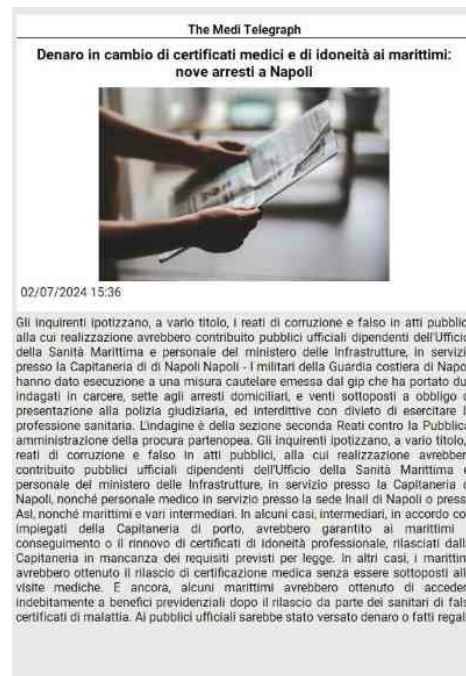 The Medi Telegraph
Denaro in cambio di certificati medici e di idoneità ai marittimi:
nove arresti a Napoli
02/07/2024 15:36
Gli inquirenti ipotizzano, a vario titolo, i reati di corruzione e falso in atti pubblic
alla cui realizzazione avrebbero contribuito pubblici ufficiali dipendenti dell'Uffici
della Sanità Marittima e personale del ministero delle Infrastrutture, in servizi
presso la Capitaneria di di Napoli Napoli - I militari della Guardia costiera di Napo
hanno dato esecuzione a una misura cautelare emessa dal gip che ha portato du
indagati in carcere, sette agli arresti domiciliari, e venti sottoposti a obbligo d
presentazione alla polizia giudiziaria, ed interdittive con divieto di esercitare l
professione sanitaria. L'indagine è della sezione seconda Reati contro la Pubblica
amministrazione della procura partenopea. Gli inquirenti ipotizzano, a vario titolo,
reati di corruzione e falso in atti pubblici, alla cui realizzazione avrebber
contribuito pubblici ufficiali dipendenti dell'Ufficio della Sanità Marittima e
personale del ministero delle Infrastrutture, in servizio presso la Capitaneria d
Napoli, nonché personale medico in servizio presso la sede Inail di Napoli o press
Asl, nonché marittimi e vari intermediari. In alcuni casi, intermediari, in accordo co
impiegati della Capitaneria di porto, avrebbero garantito ai marittimi i
conseguimento o il rinnovo di certificati di idoneità professionale, rilasciati dall
Capitaneria in mancanza dei requisiti previsti per legge. In altri casi, i marittim
avrebbero ottenuto il rilascio di certificazione medica senza essere sottoposti all
visite mediche. E ancora, alcuni marittimi avrebbero ottenuto di acceder
indebitamente a benefici previdenziali dopo il rilascio da parte dei sanitari di fals
certificati di malattia. Ai pubblici ufficiali sarebbe stato versato denaro o fatti regal